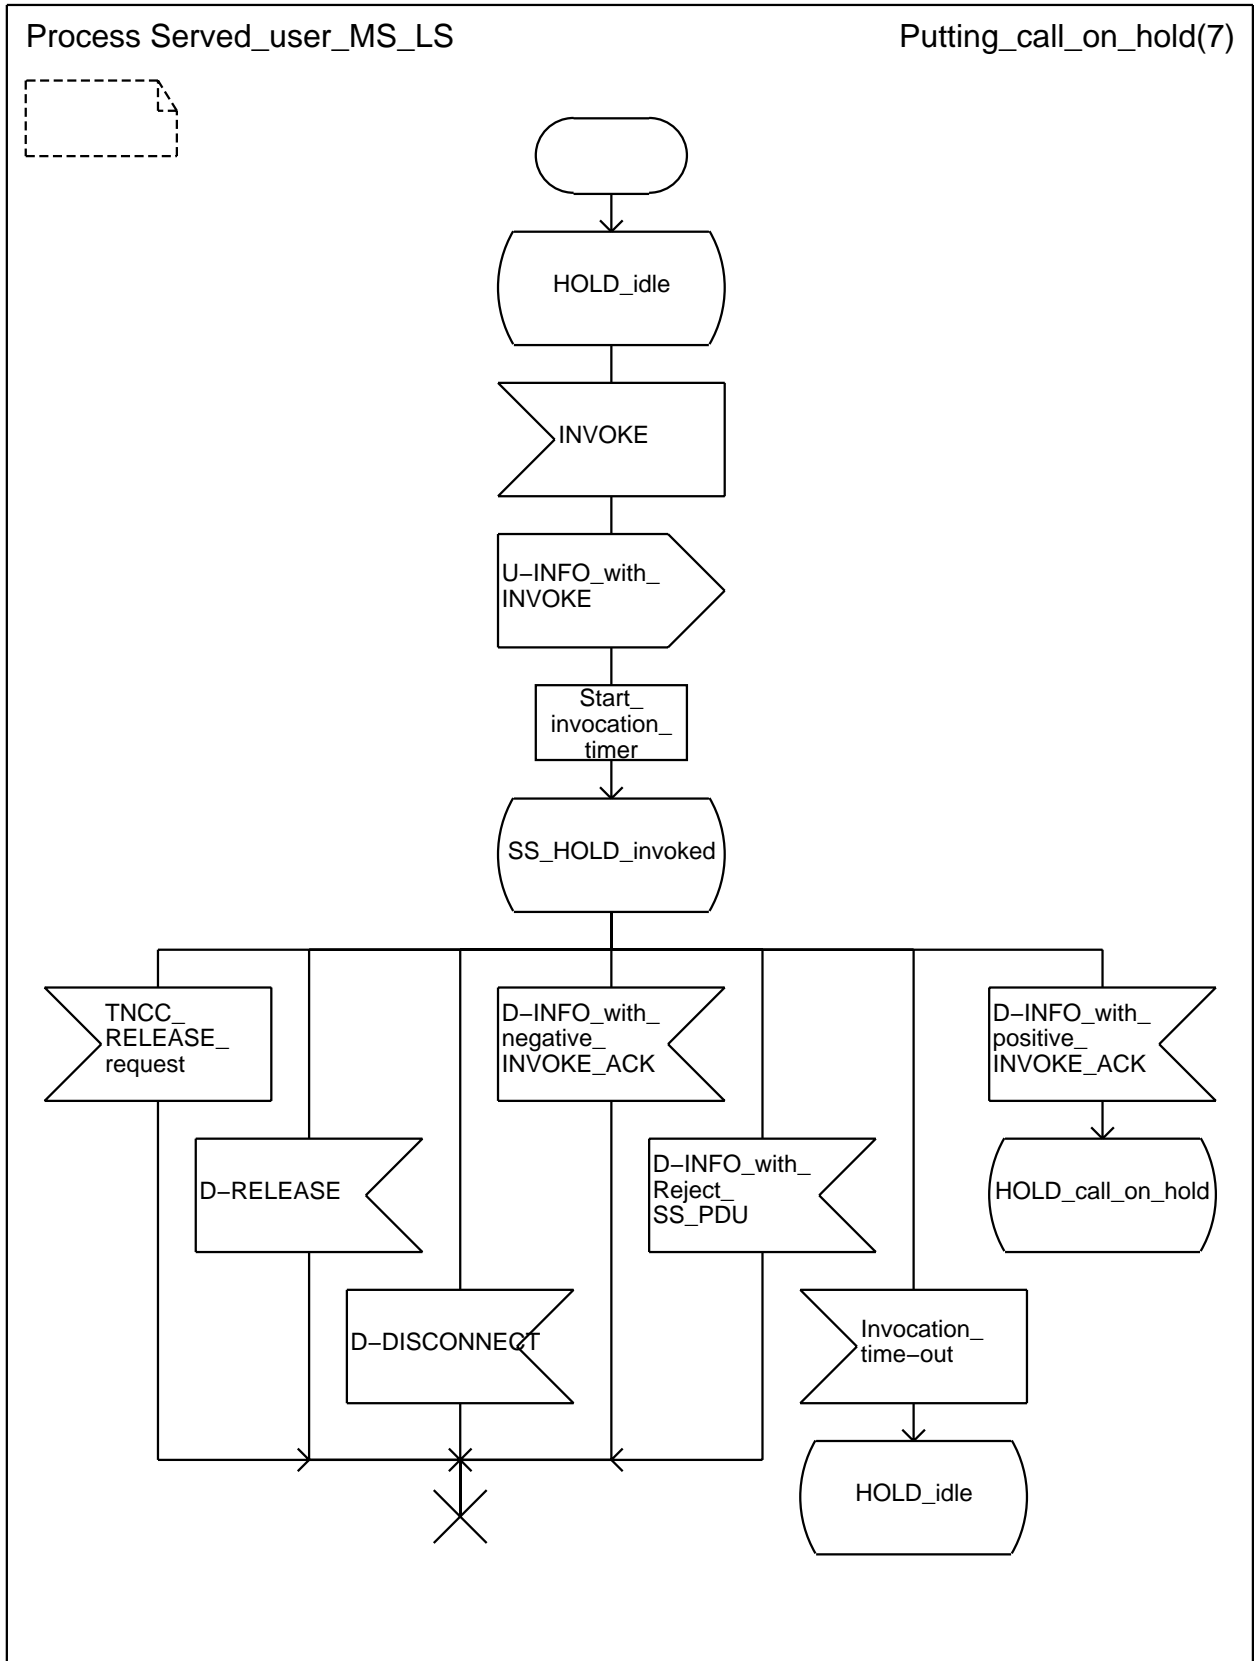 Process Served_user_MS_LS
Putting_call_on_hold(7)
HOLD_idle
INVOKE
U−INFO_with_
INVOKE
Start_
invocation_
timer
SS_HOLD_invoked
TNCC_
RELEASE_
request
D−INFO_with_
negative_
INVOKE_ACK
D−INFO_with_
positive_
INVOKE_ACK
D−RELEASE
D−INFO_with_
Reject_
SS_PDU
HOLD_call_on_hold
D−DISCONNECT
Invocation_
time−out
HOLD_idle